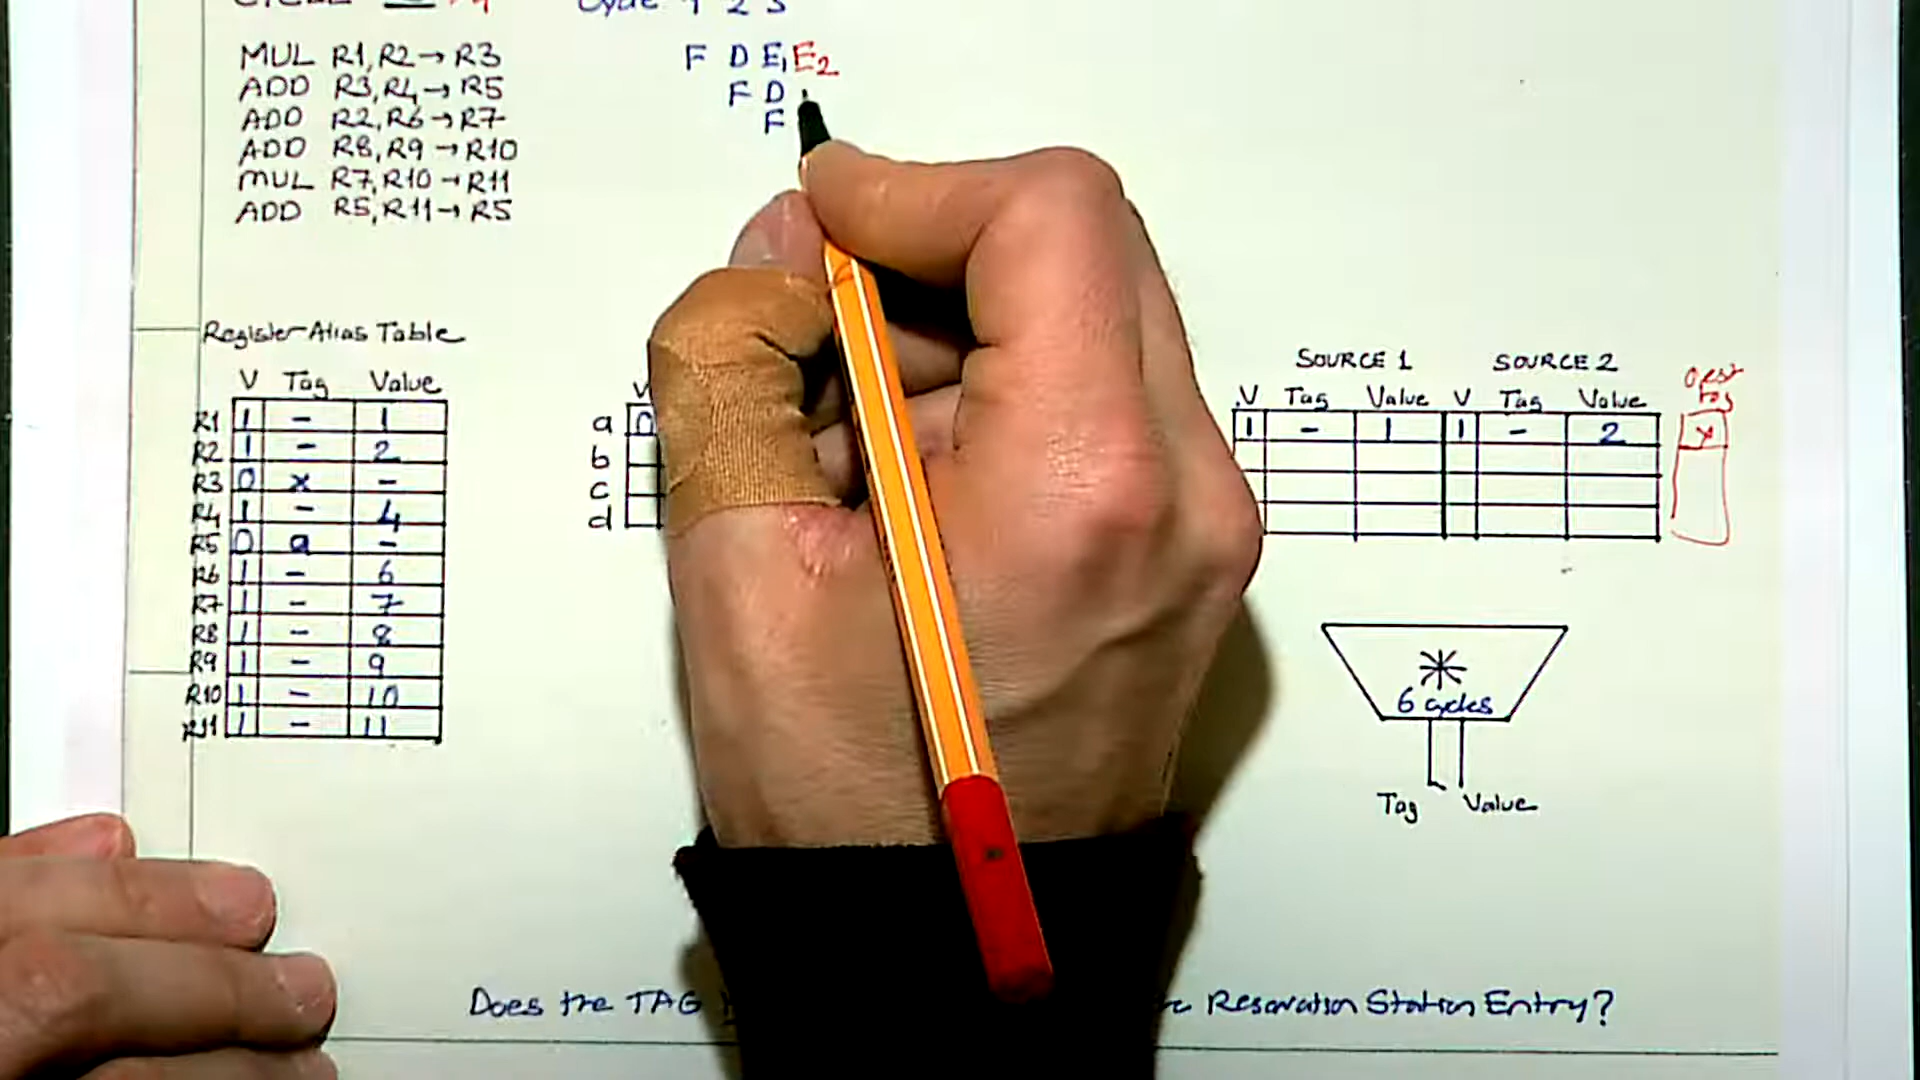 Cycle 1 2 3
MUL R1, R2 → R3
ADD R3, R4 → R5
ADD R2, R6 → R7
ADD R8, R9 → R10
MUL R7, R10 → R11
ADD R5, R11 → R5
F D E1 E2
F D
F
Register Alias Table
V Tag Value
R1 1 - 1
R2 1 - 2
R3 0 x -
R4 1 - 4
R5 0 a -
R6 1 - 6
R7 1 - 7
R8 1 - 8
R9 1 - 9
R10 1 - 10
R11 1 - 11
V
a 0
b
c
d
SOURCE 1 SOURCE 2
V Tag Value V Tag Value
Dest tag
1 - 1 1 - 2 x
*
6 cycles
Tag Value
Does the TAG
Reservation Station Entry?